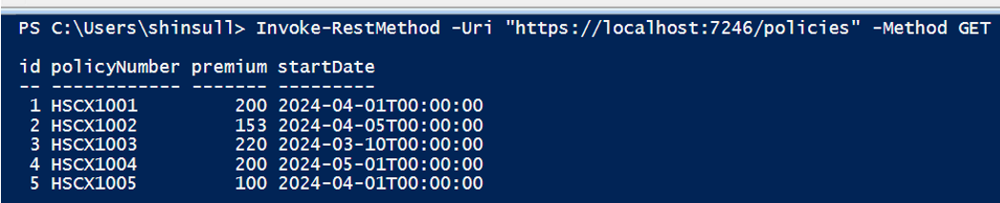 PS C:\Users\shinsull> Invoke-RestMethod -Uri "https://localhost:7246/policies" -Method GET
id policyNumber premium startDate
-- ------------ ------- ---------
1 HSCX1001 200 2024-04-01T00:00:00
2 HSCX1002 153 2024-04-05T00:00:00
3 HSCX1003 220 2024-03-10T00:00:00
4 HSCX1004 200 2024-05-01T00:00:00
5 HSCX1005 100 2024-04-01T00:00:00